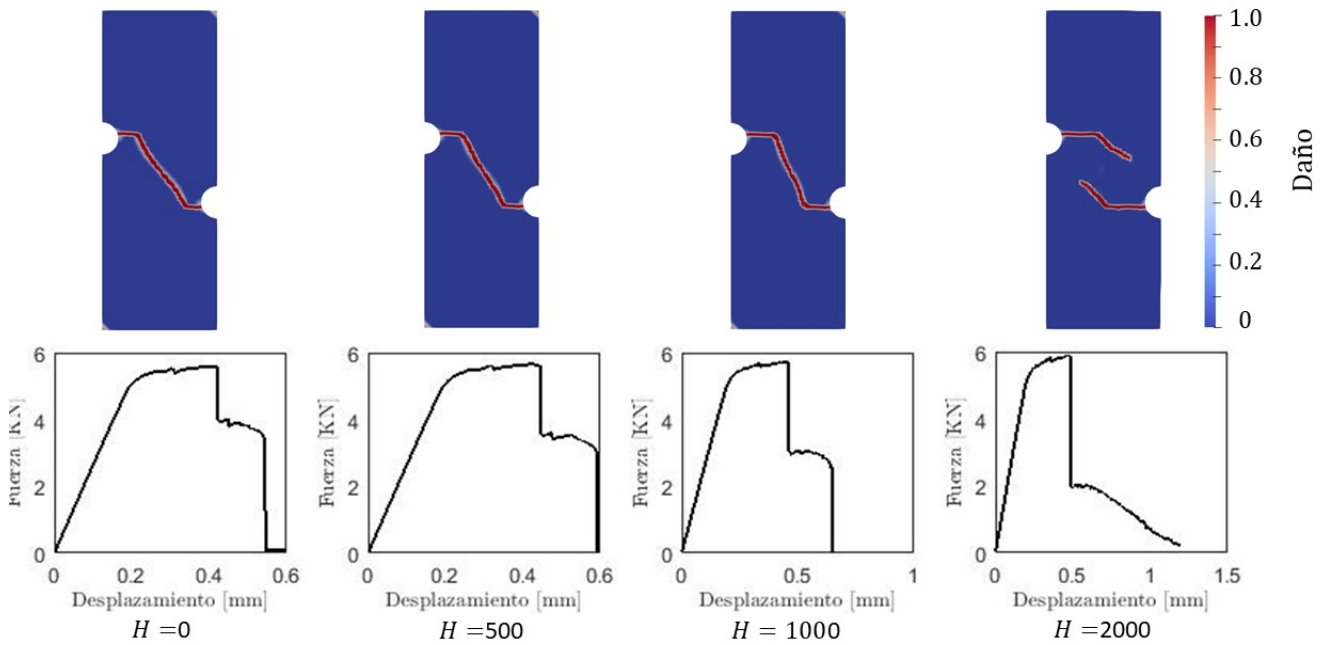 1.0
0.8
0.6
0.4
0.2
0
Daño
6
4
2
0
Fuerza [KN]
0 0.2 0.4 0.6
Desplazamiento [mm]
H =0
6
4
2
0
Fuerza [KN]
0 0.2 0.4 0.6
Desplazamiento [mm]
H =500
6
4
2
0
Fuerza [KN]
0 0.5 1
Desplazamiento [mm]
H = 1000
6
4
2
0
Fuerza [KN]
0 0.5 1 1.5
Desplazamiento [mm]
H =2000